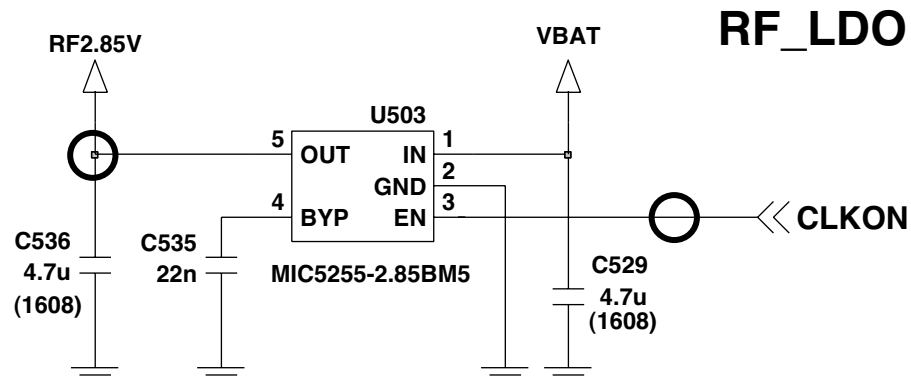 RF_LDO
RF2.85V
VBAT
U503
5 OUT IN 1
GND 2
4 BYP EN 3
CLKON
C536
4.7u
(1608)
C535
22n
MIC5255-2.85BM5
C529
4.7u
(1608)